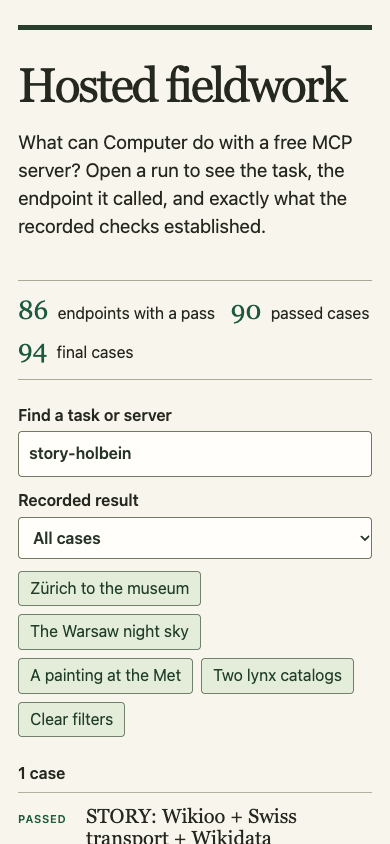 Hosted fieldwork
What can Computer do with a free MCP
server? Open a run to see the task, the
endpoint it called, and exactly what the
recorded checks established.
86 endpoints with a pass 90 passed cases
94 final cases
Find a task or server
story-holbein
Recorded result
All cases
Zürich to the museum
The Warsaw night sky
A painting at the Met Two lynx catalogs
Clear filters
1 case
PASSED STORY: Wikioo + Swiss
transport + Wikidata